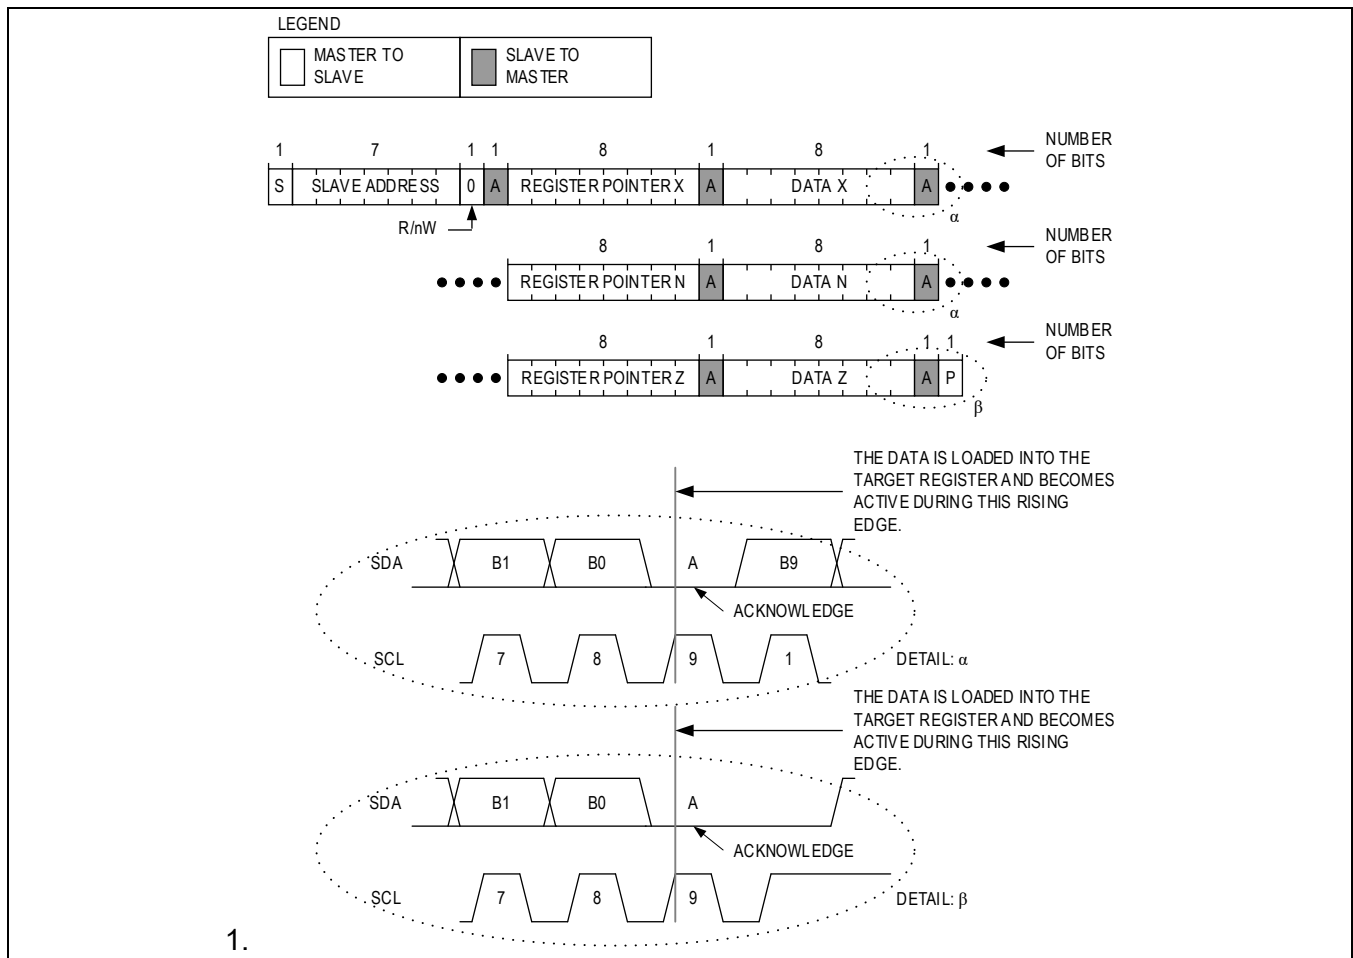 LEGEND
MASTER TO
SLAVE
SLAVE TO
MASTER
1 7 1 1 8 1 8 1
NUMBER
OF BITS
S SLAVE ADDRESS 0 A REGISTER POINTER X A DATA X A
α
R/nW
8 1 8 1
NUMBER
OF BITS
REGISTER POINTER N A DATA N A
α
8 1 8 1 1
NUMBER
OF BITS
REGISTER POINTER Z A DATA Z A P
β
THE DATA IS LOADED INTO THE
TARGET REGISTER AND BECOMES
ACTIVE DURING THIS RISING
EDGE.
SDA B1 B0 A B9
ACKNOWLEDGE
SCL 7 8 9 1 DETAIL: α
THE DATA IS LOADED INTO THE
TARGET REGISTER AND BECOMES
ACTIVE DURING THIS RISING
EDGE.
SDA B1 B0 A
ACKNOWLEDGE
SCL 7 8 9 DETAIL: β
1.